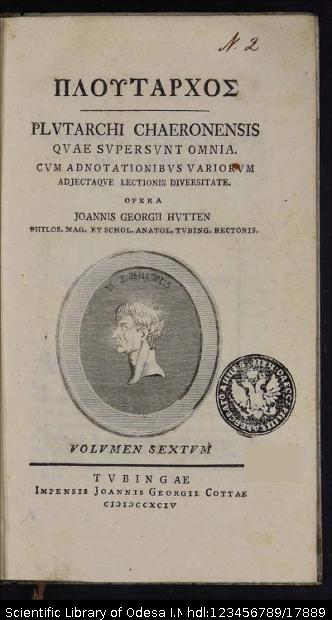 N. 2
ΠΛΟΥΤΑΡΧΟΣ
PLVTARCHI CHAERONENSIS
QVAE SVPERSVNT OMNIA.
CVM ADNOTATIONIBVS VARIORVM
ADJECTAQVE LECTIONIS DIVERSITATE.
OPERA
JOANNIS GEORGII HVTTEN
PHILOS. MAG. ET SCHOL. ANATOL. TVBING. RECTORIS.
BRUTUS
VOLVMEN SEXTVM
TVBINGAE
IMPENSIS JOANNIS GEORGII COTTAE
CIↃIↃCCXCIV
Scientific Library of Odesa I.M hdl:123456789/17889